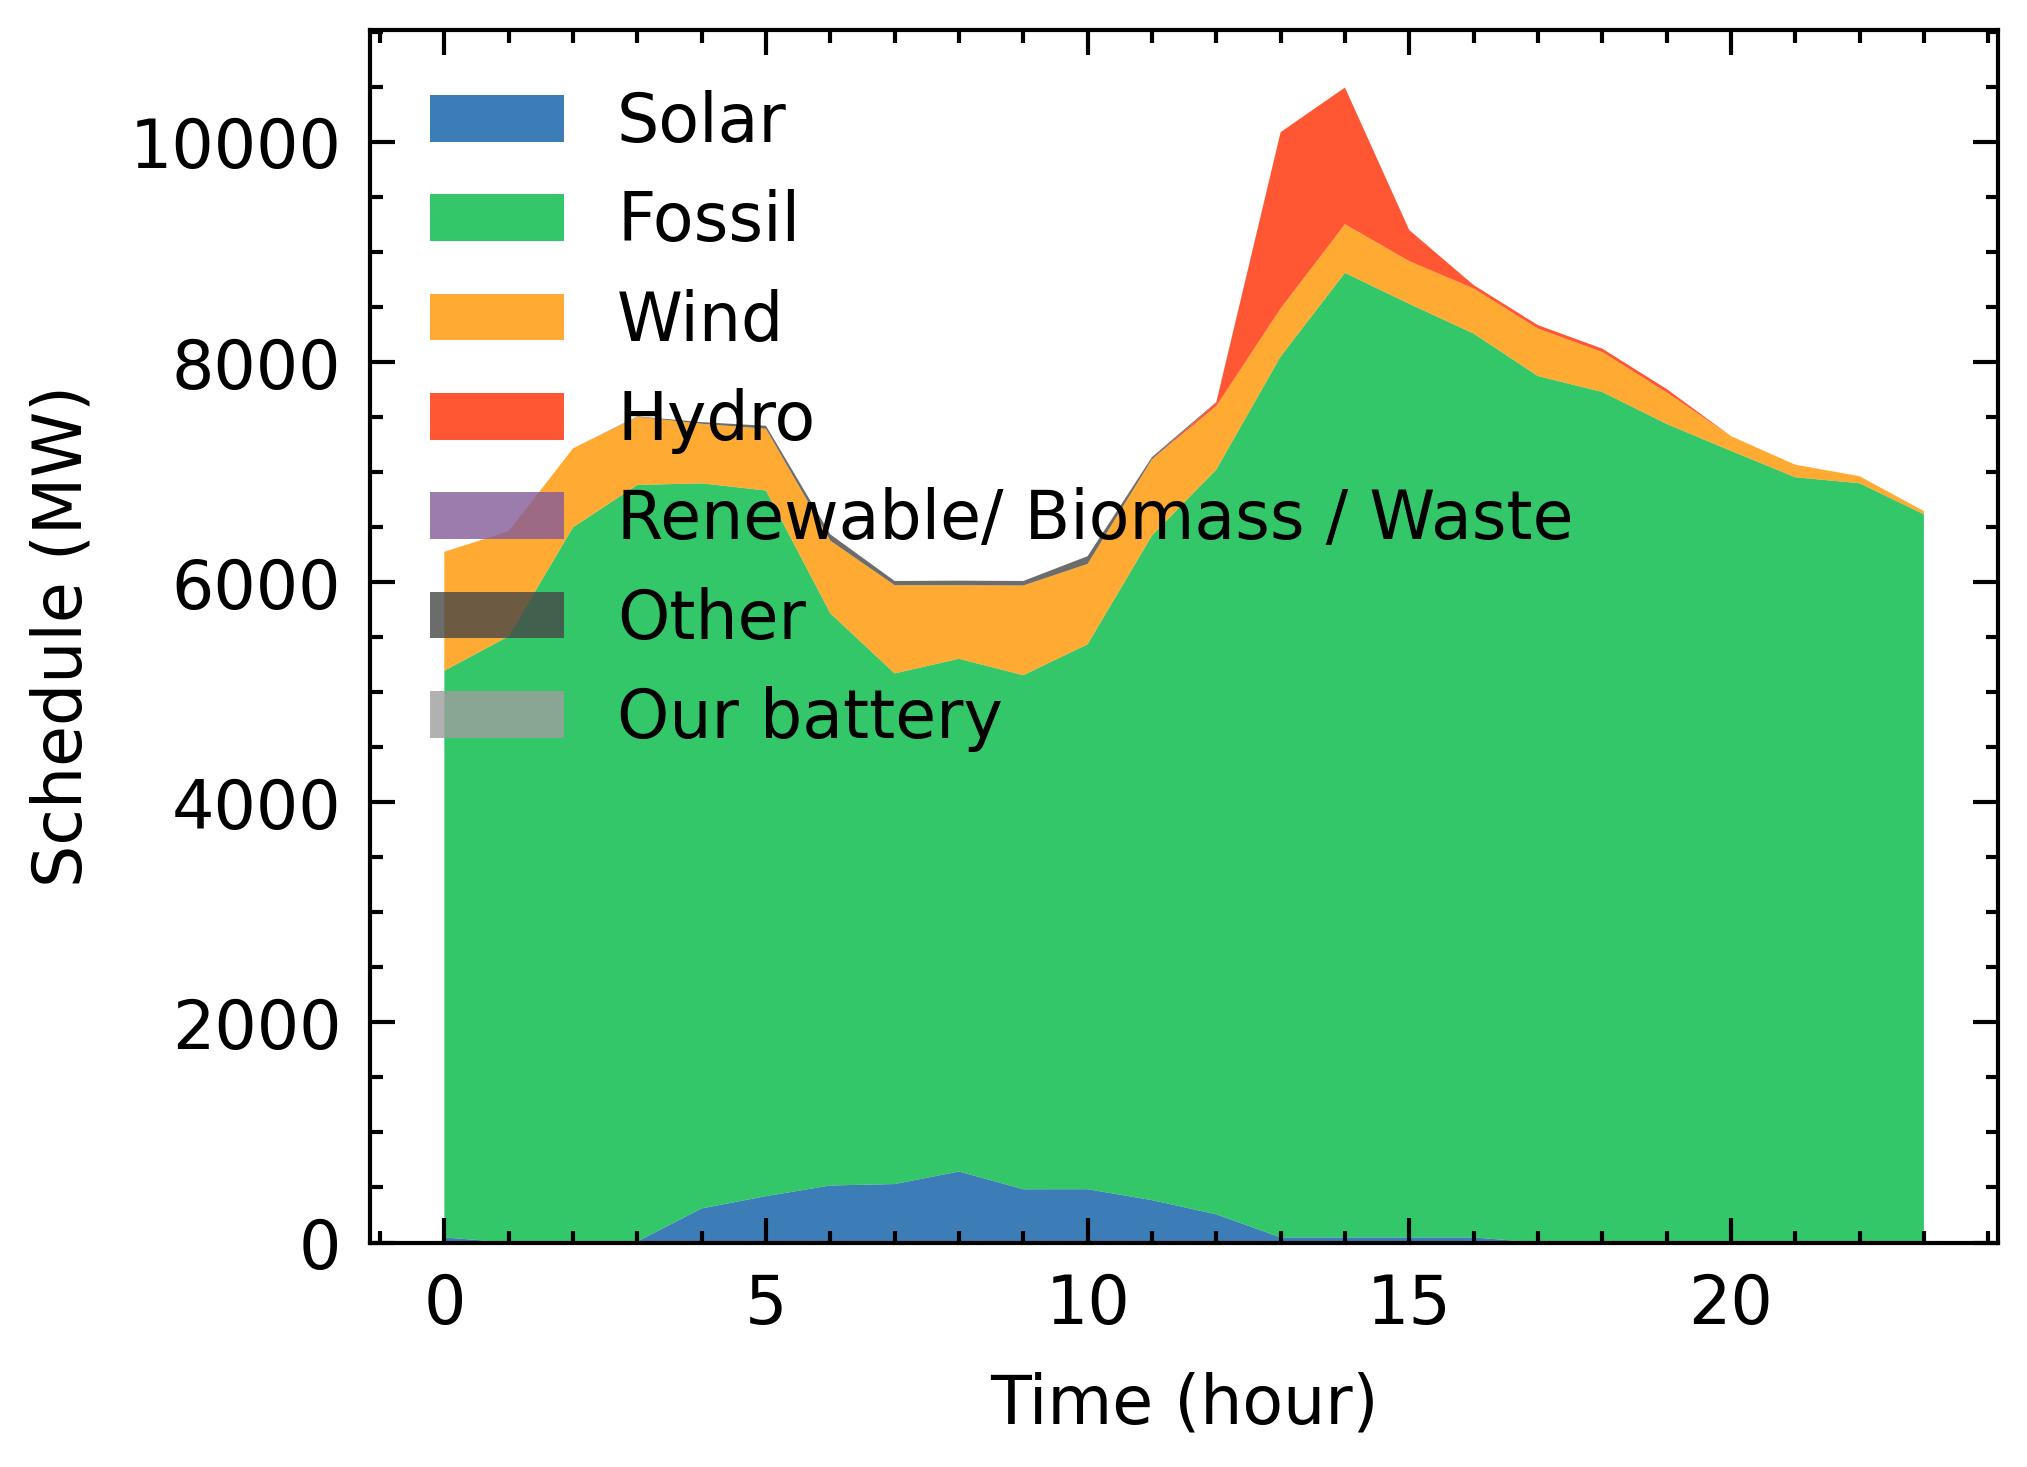 Solar
Fossil
Wind
Hydro
Renewable/ Biomass / Waste
Other
Our battery
Schedule (MW)
10000
8000
6000
4000
2000
0
0 5 10 15 20
Time (hour)